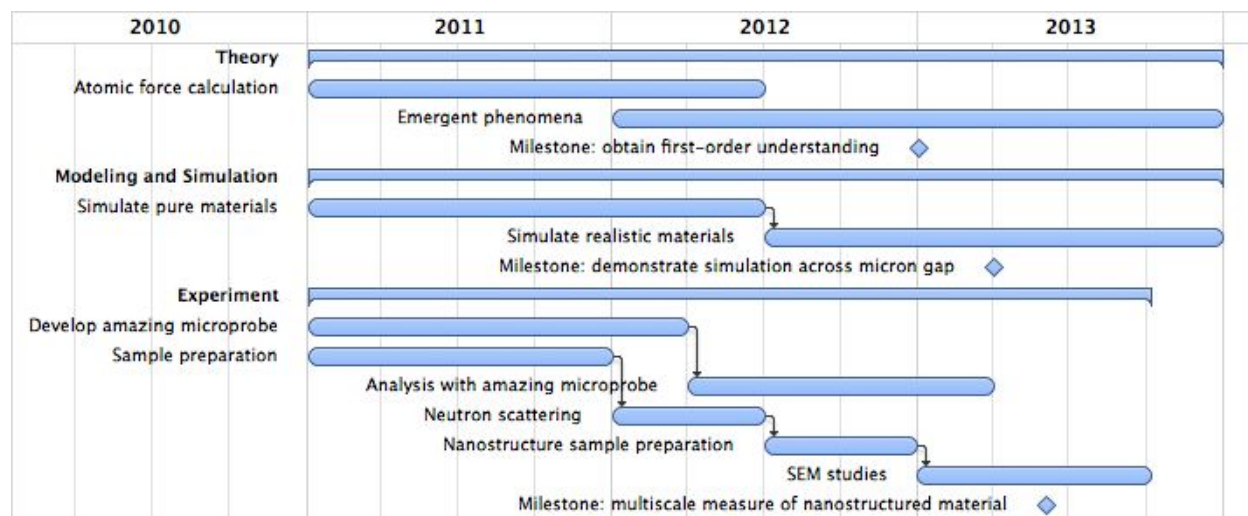 2010 2011 2012 2013
Theory
Atomic force calculation
Emergent phenomena
Milestone: obtain first-order understanding
Modeling and Simulation
Simulate pure materials
Simulate realistic materials
Milestone: demonstrate simulation across micron gap
Experiment
Develop amazing microprobe
Sample preparation
Analysis with amazing microprobe
Neutron scattering
Nanostructure sample preparation
SEM studies
Milestone: multiscale measure of nanostructured material